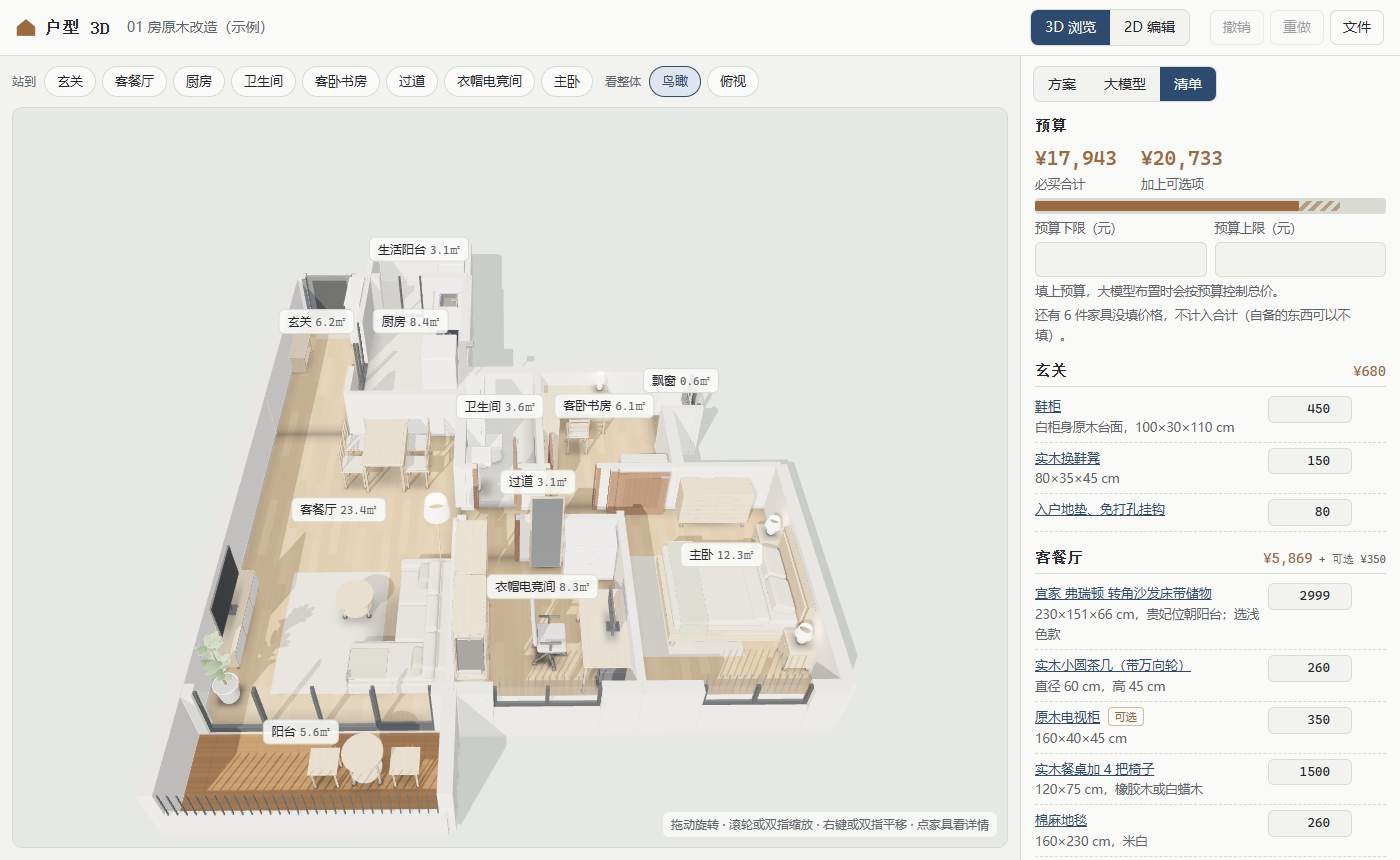 户型 3D
01 房原木改造（示例）
3D 浏览
2D 编辑
撤销
重做
文件
站到
玄关
客餐厅
厨房
卫生间
客卧书房
过道
衣帽电竞间
主卧
看整体
鸟瞰
俯视
生活阳台 3.1㎡
玄关 6.2㎡
厨房 8.4㎡
飘窗 0.6㎡
卫生间 3.6㎡
客卧书房 6.1㎡
过道 3.1㎡
客餐厅 23.4㎡
主卧 12.3㎡
衣帽电竞间 8.3㎡
阳台 5.6㎡
拖动旋转 · 滚轮或双指缩放 · 右键或双指平移 · 点家具看详情
方案
大模型
清单
预算
¥17,943
¥20,733
必买合计
加上可选项
预算下限（元）
预算上限（元）
填上预算，大模型布置时会按预算控制总价。
还有 6 件家具没填价格，不计入合计（自备的东西可以不
填）。
玄关
¥680
鞋柜
450
白柜身原木台面，100×30×110 cm
实木换鞋凳
150
80×35×45 cm
入户地垫、免打孔挂钩
80
客餐厅
¥5,869 + 可选 ¥350
宜家 弗瑞顿 转角沙发床带储物
2999
230×151×66 cm，贵妃位朝阳台；选浅
色款
实木小圆茶几（带万向轮）
260
直径 60 cm，高 45 cm
原木电视柜 可选
350
160×40×45 cm
实木餐桌加 4 把椅子
1500
120×75 cm，橡胶木或白蜡木
棉麻地毯
260
160×230 cm，米白